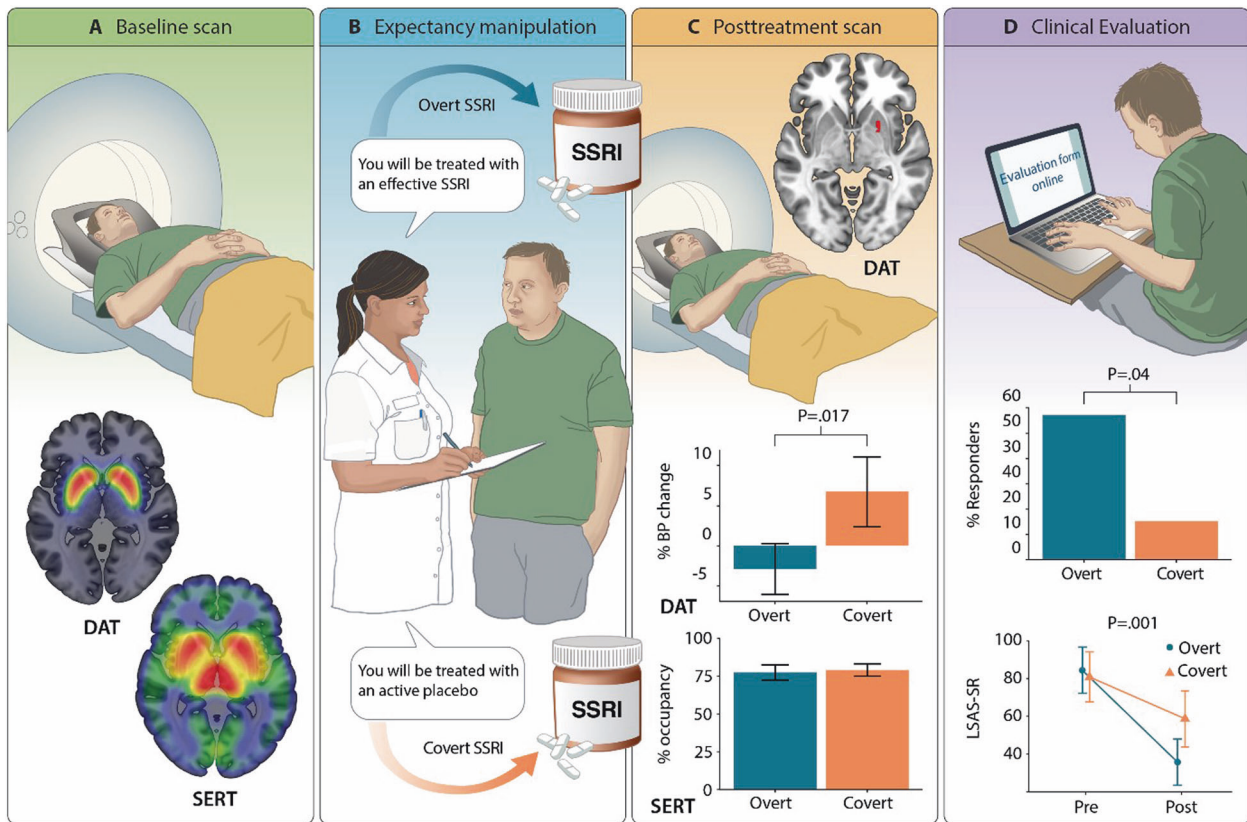 A Baseline scan
DAT
SERT
B Expectancy manipulation
Overt SSRI
SSRI
You will be treated with
an effective SSRI
You will be treated with
an active placebo
SSRI
Covert SSRI
C Posttreatment scan
DAT
P=.017
% BP change
10
5
0
-5
DAT
Overt
Covert
% occupancy
100
75
50
25
0
SERT
Overt
Covert
D Clinical Evaluation
Evaluation form
online
P=.04
% Responders
60
50
30
40
20
10
0
Overt
Covert
P=.001
Overt
Covert
LSAS-SR
100
80
60
40
Pre
Post